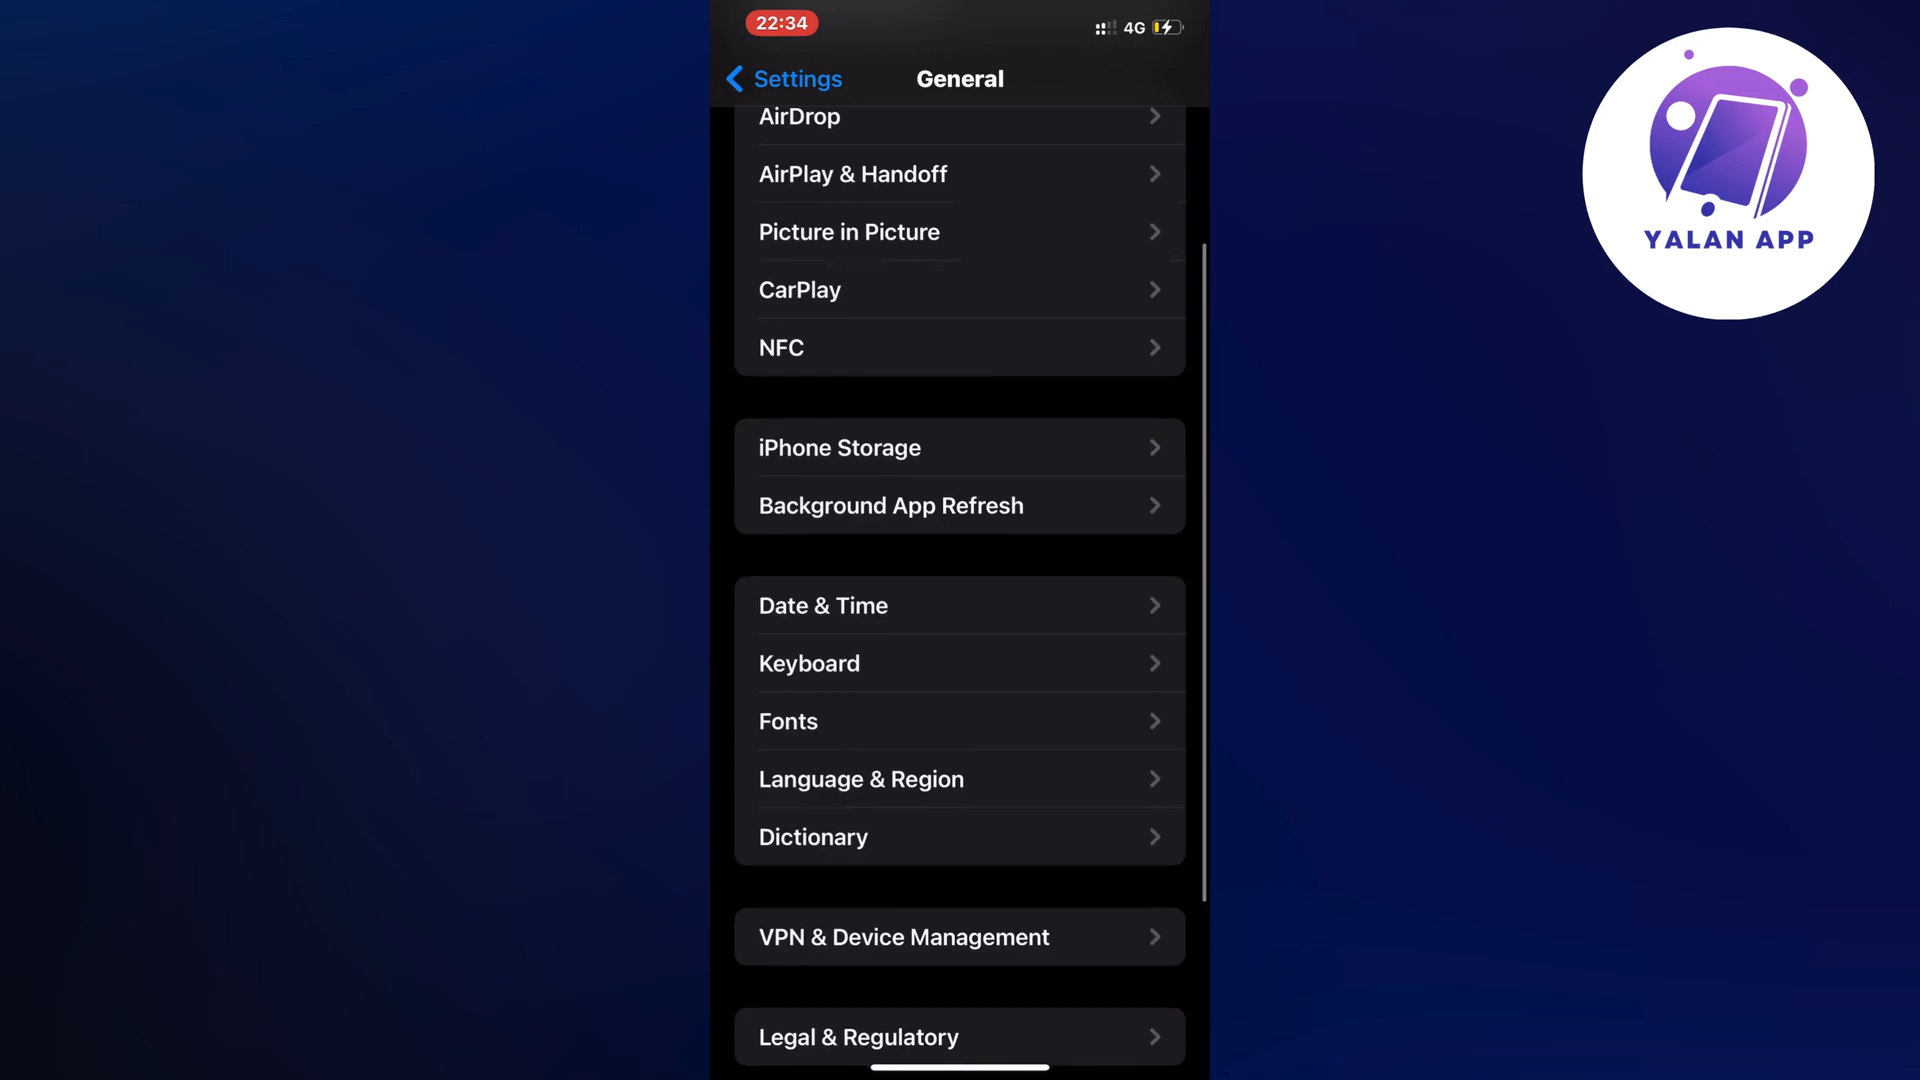 22:34
4G
Settings
General
AirDrop
AirPlay & Handoff
Picture in Picture
CarPlay
NFC
iPhone Storage
Background App Refresh
Date & Time
Keyboard
Fonts
Language & Region
Dictionary
VPN & Device Management
Legal & Regulatory
YALAN APP